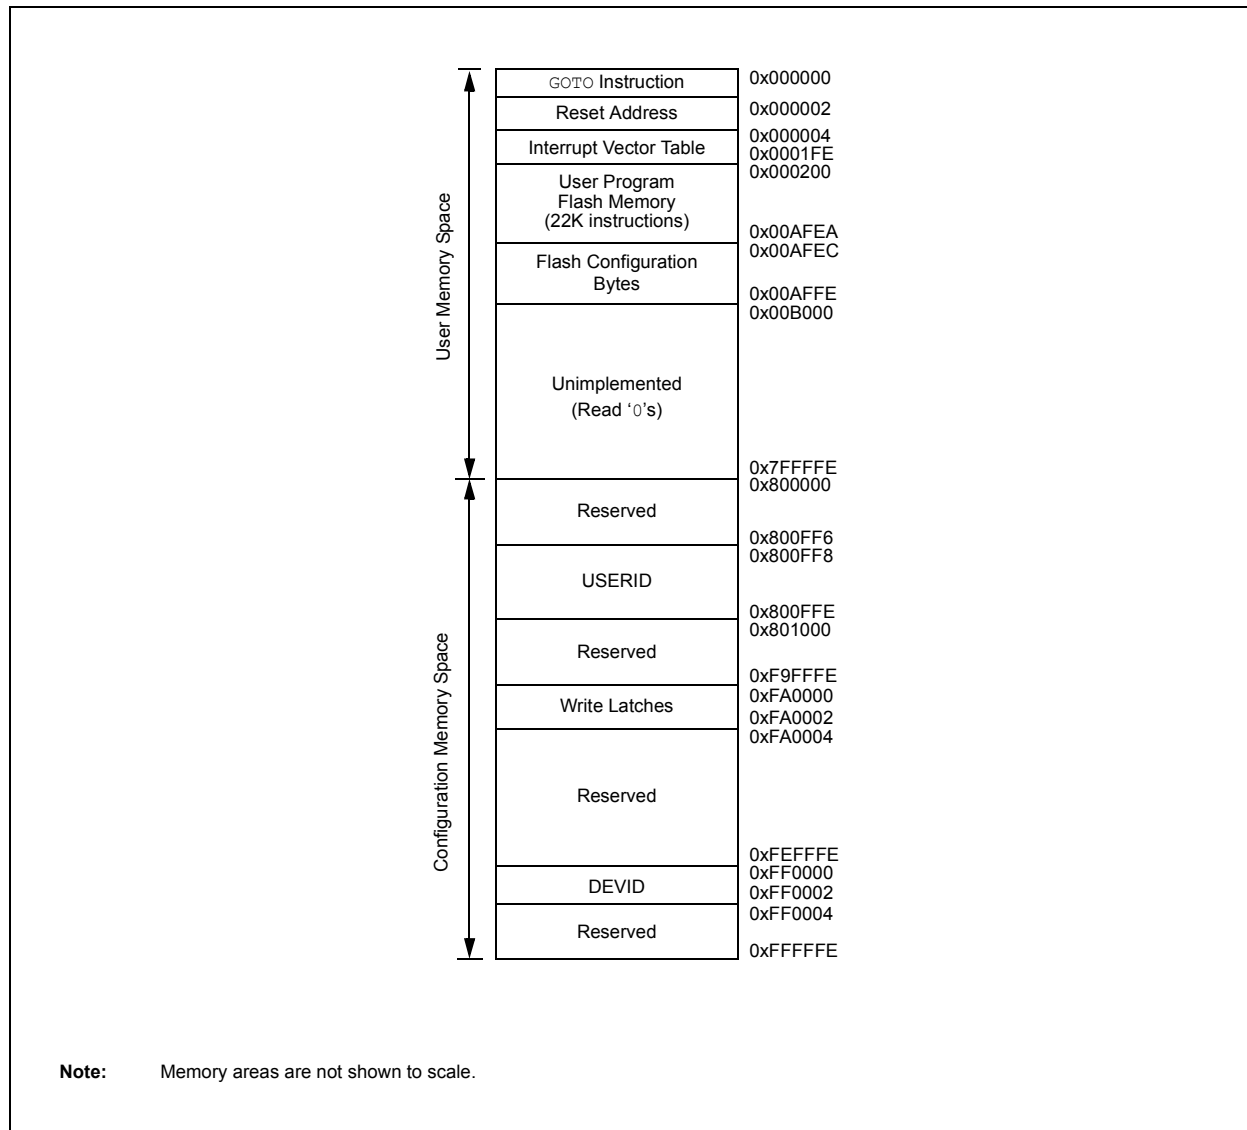 GOTO Instruction
0x000000
Reset Address
0x000002
Interrupt Vector Table
0x000004
0x0001FE
User Program
Flash Memory
(22K instructions)
0x000200
0x00AFEA
Flash Configuration
Bytes
0x00AFEC
0x00AFFE
Unimplemented
(Read ‘0’s)
0x00B000
0x7FFFFE
User Memory Space
Reserved
0x800000
0x800FF6
USERID
0x800FF8
0x800FFE
Reserved
0x801000
0xF9FFFE
Write Latches
0xFA0000
0xFA0002
Reserved
0xFA0004
0xFEFFFE
DEVID
0xFF0000
0xFF0002
Reserved
0xFF0004
0xFFFFFE
Configuration Memory Space
Note: Memory areas are not shown to scale.